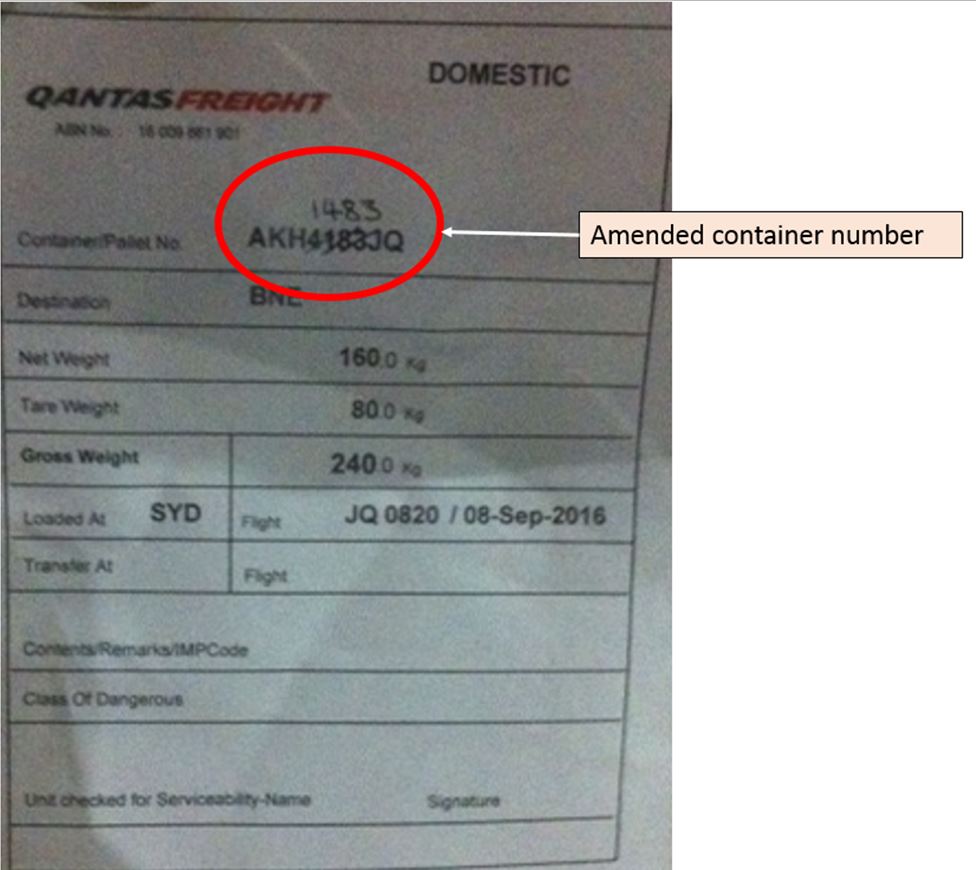 DOMESTIC
QANTASFREIGHT
ABN No. : 16 009 661 901
1483
Container/Pallet No. AKH4183JQ
Amended container number
Destination BNE
Net Weight 160.0 Kg
Tare Weight 80.0 Kg
Gross Weight 240.0 Kg
Loaded At SYD Flight JQ 0820 / 08-Sep-2016
Transfer At Flight
Contents/Remarks/IMPCode
Class Of Dangerous
Unit checked for Serviceability-Name Signature